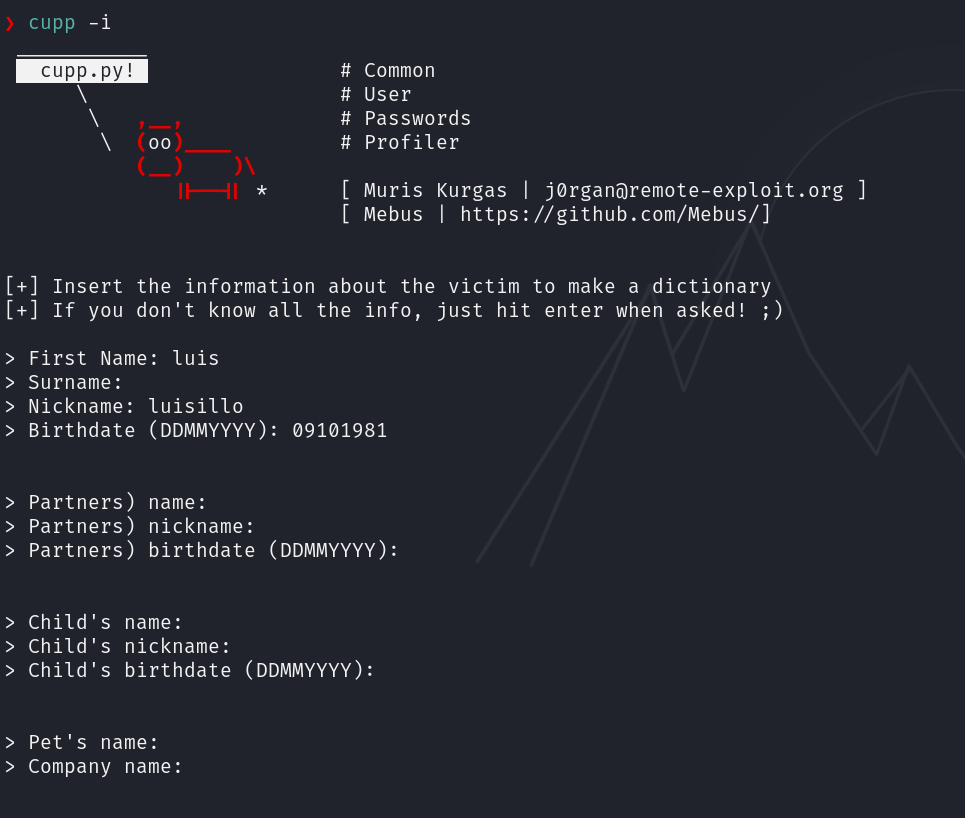 ❯ cupp -i
cupp.py! # Common
\ # User
\ ,__, # Passwords
\ (oo)____ # Profiler
(__) )\
||--|| * [ Muris Kurgas | j0rgan@remote-exploit.org ]
[ Mebus | https://github.com/Mebus/]
[+] Insert the information about the victim to make a dictionary
[+] If you don't know all the info, just hit enter when asked! ;)
> First Name: luis
> Surname:
> Nickname: luisillo
> Birthdate (DDMMYYYY): 09101981
> Partners) name:
> Partners) nickname:
> Partners) birthdate (DDMMYYYY):
> Child's name:
> Child's nickname:
> Child's birthdate (DDMMYYYY):
> Pet's name:
> Company name: